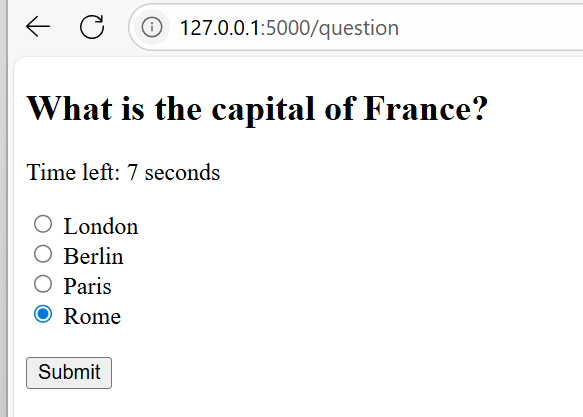 127.0.0.1:5000/question
What is the capital of France?
Time left: 7 seconds
London
Berlin
Paris
Rome
Submit